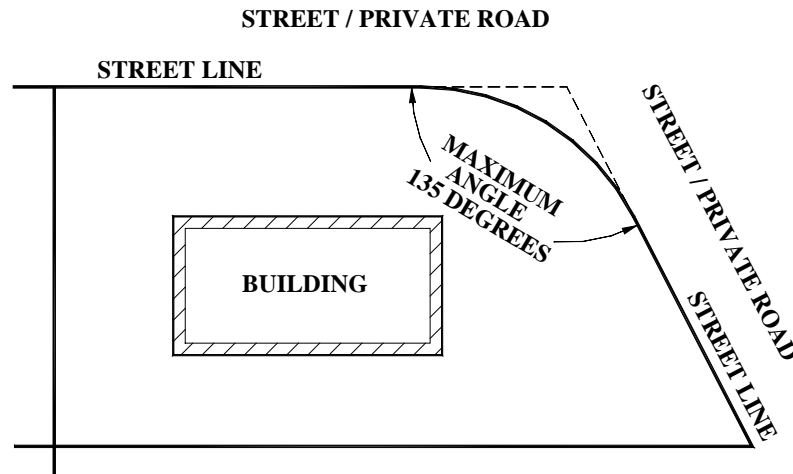 STREET / PRIVATE ROAD
STREET LINE
STREET / PRIVATE ROAD
MAXIMUM
ANGLE
135 DEGREES
BUILDING
STREET LINE